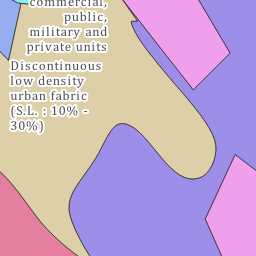 commercial,
public,
military and
private units
Discontinuous
low density
urban fabric
(S.L. : 10% -
30%)